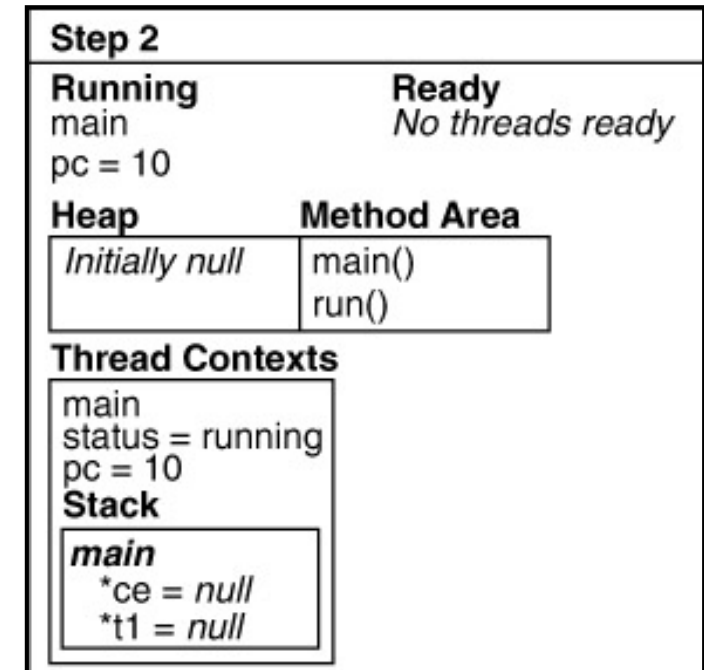 Step 2
Running
main
pc = 10
Ready
No threads ready
Heap
Initially null
Method Area
main()
run()
Thread Contexts
main
status = running
pc = 10
Stack
main
*ce = null
*t1 = null